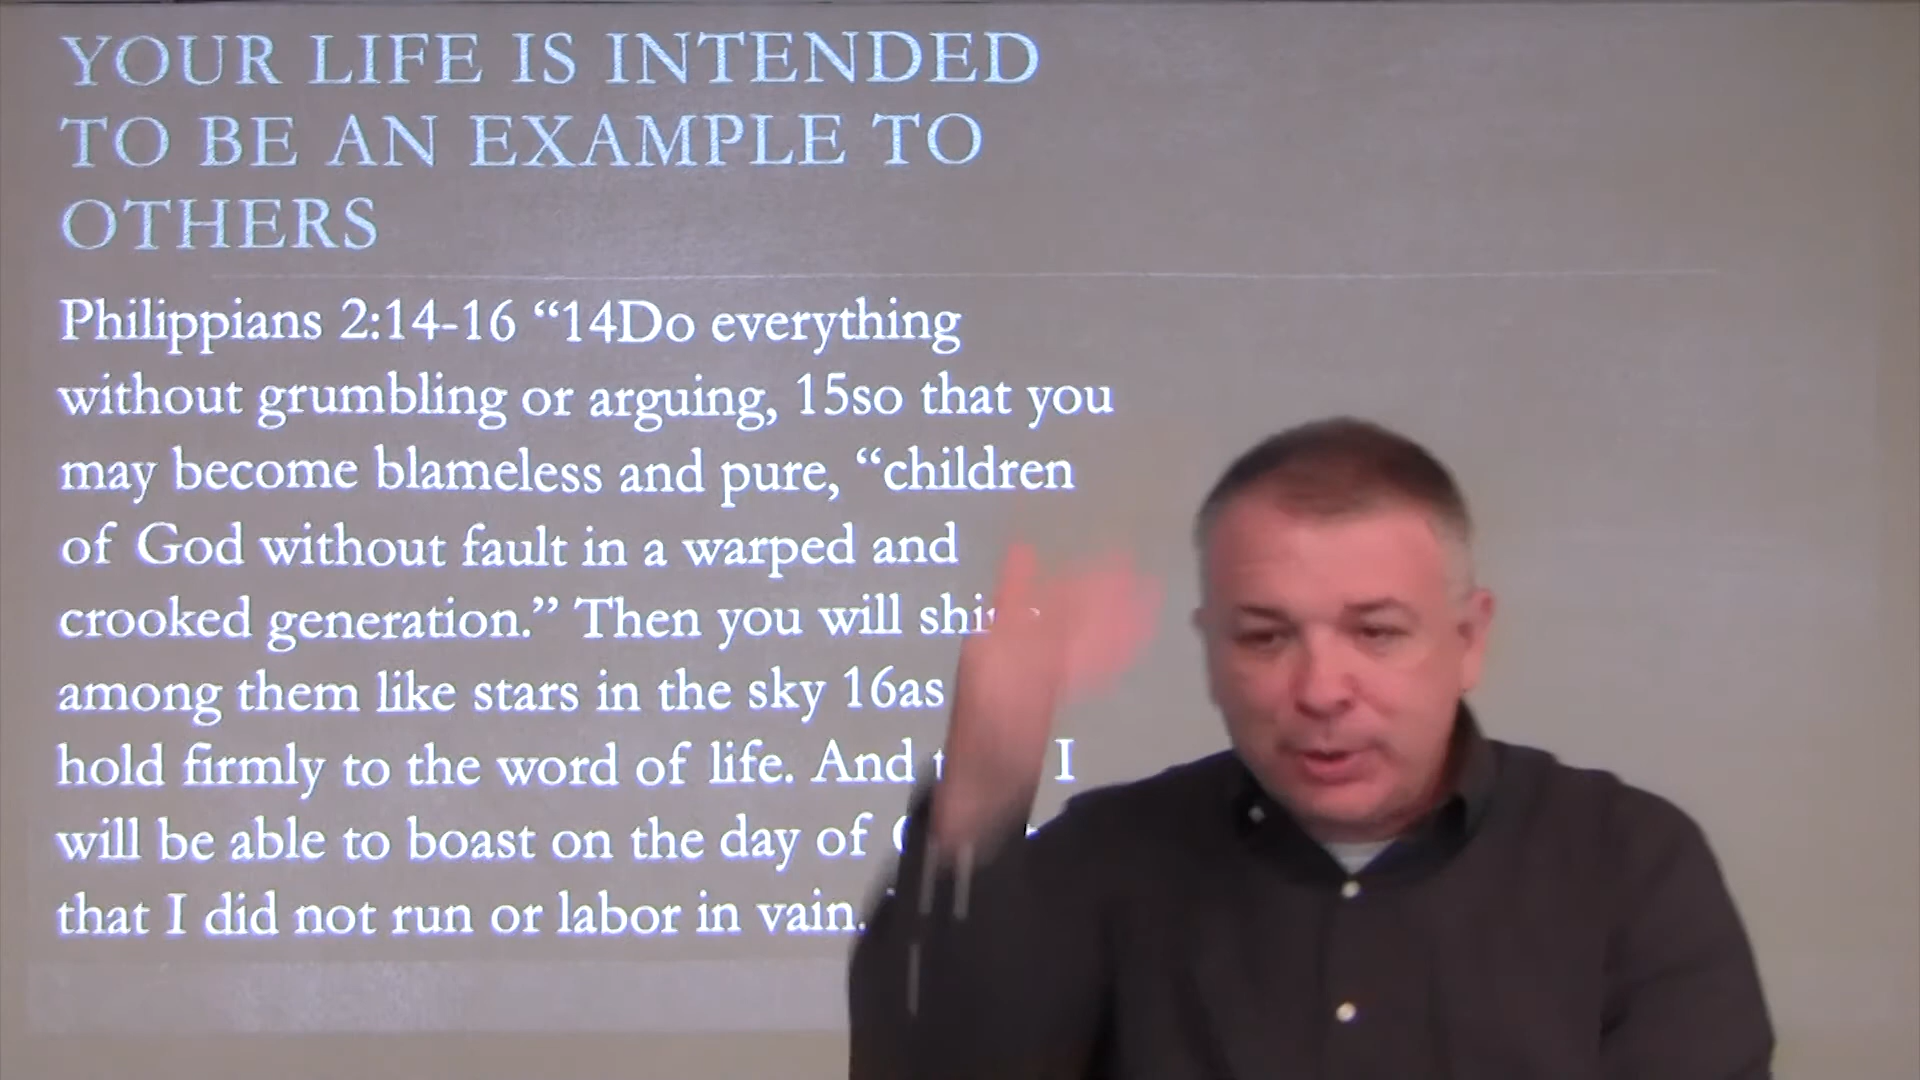 YOUR LIFE IS INTENDED
TO BE AN EXAMPLE TO
OTHERS
Philippians 2:14-16 “14Do everything
without grumbling or arguing, 15so that you
may become blameless and pure, “children
of God without fault in a warped and
crooked generation.” Then you will
among them like stars in the sky 16as
hold firmly to the word of life. And I
will be able to boast on the day of
that I did not run or labor in vain.